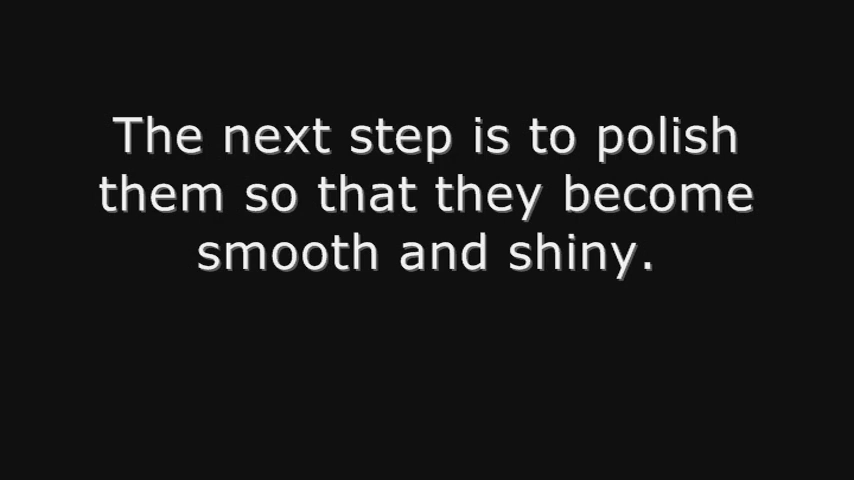 The next step is to polish
them so that they become
smooth and shiny.